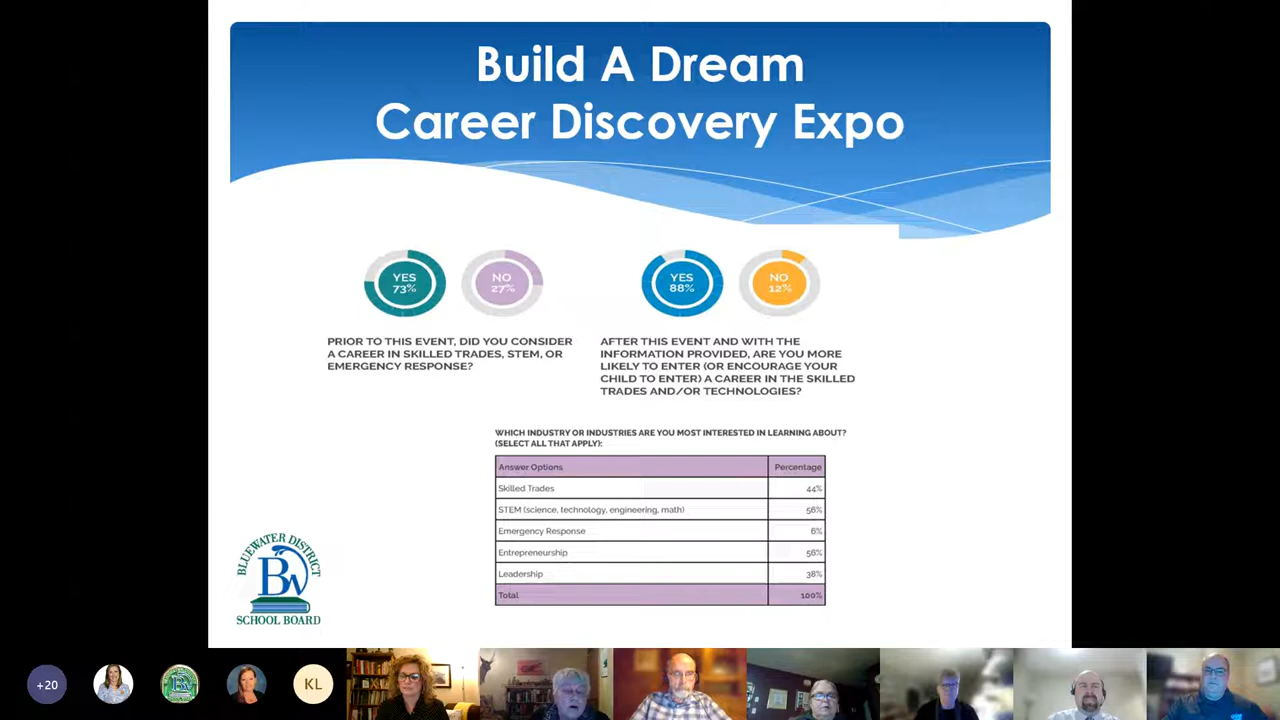 Build A Dream
Career Discovery Expo
YES
73%
NO
27%
YES
88%
NO
12%
PRIOR TO THIS EVENT, DID YOU CONSIDER
A CAREER IN SKILLED TRADES, STEM, OR
EMERGENCY RESPONSE?
AFTER THIS EVENT AND WITH THE
INFORMATION PROVIDED, ARE YOU MORE
LIKELY TO ENTER (OR ENCOURAGE YOUR
CHILD TO ENTER) A CAREER IN THE SKILLED
TRADES AND/OR TECHNOLOGIES?
WHICH INDUSTRY OR INDUSTRIES ARE YOU MOST INTERESTED IN LEARNING ABOUT?
(SELECT ALL THAT APPLY):
Answer Options Percentage
Skilled Trades 44%
STEM (science, technology, engineering, math) 56%
Emergency Response 6%
Entrepreneurship 56%
Leadership 38%
Total 100%
BLUEWATER DISTRICT
BW
SCHOOL BOARD
+20
KL